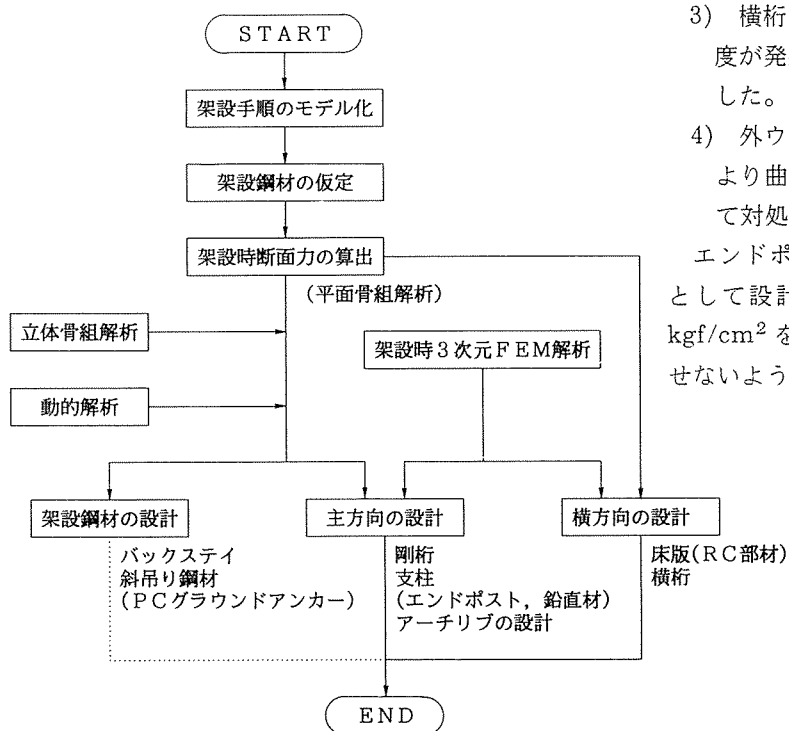 START
架設手順のモデル化
架設鋼材の仮定
架設時断面力の算出
(平面骨組解析)
立体骨組解析
架設時3次元FEM解析
動的解析
架設鋼材の設計
バックステイ
斜吊り鋼材
(PCグラウンドアンカー)
主方向の設計
剛桁
支柱
(エンドポスト，鉛直材)
アーチリブの設計
横方向の設計
床版(RC部材)
横桁
END
3) 横桁
度が発
した。
4) 外ウ
より曲
て対処
エンドポ
として設計
kgf/cm² を
せないよう